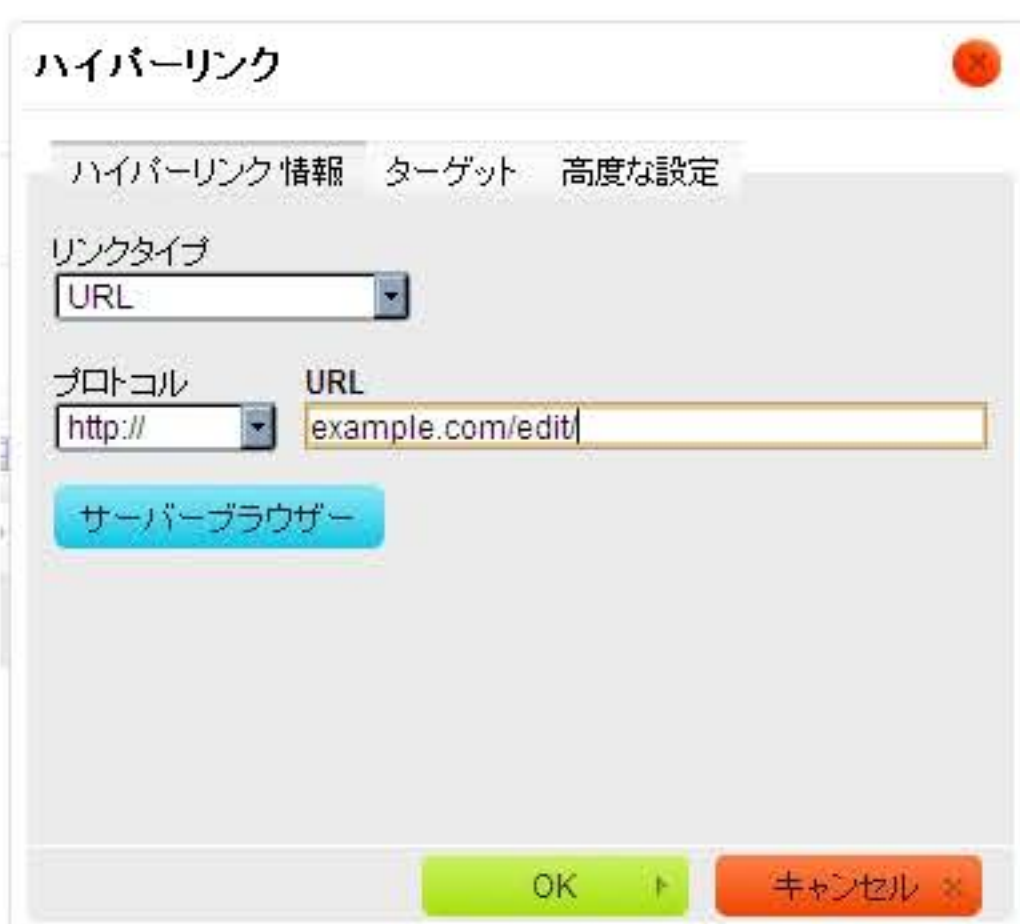 ハイパーリンク
ハイパーリンク情報 ターゲット 高度な設定
リンクタイプ
URL
プロトコル URL
http:// example.com/edit/
サーバーブラウザー
OK キャンセル